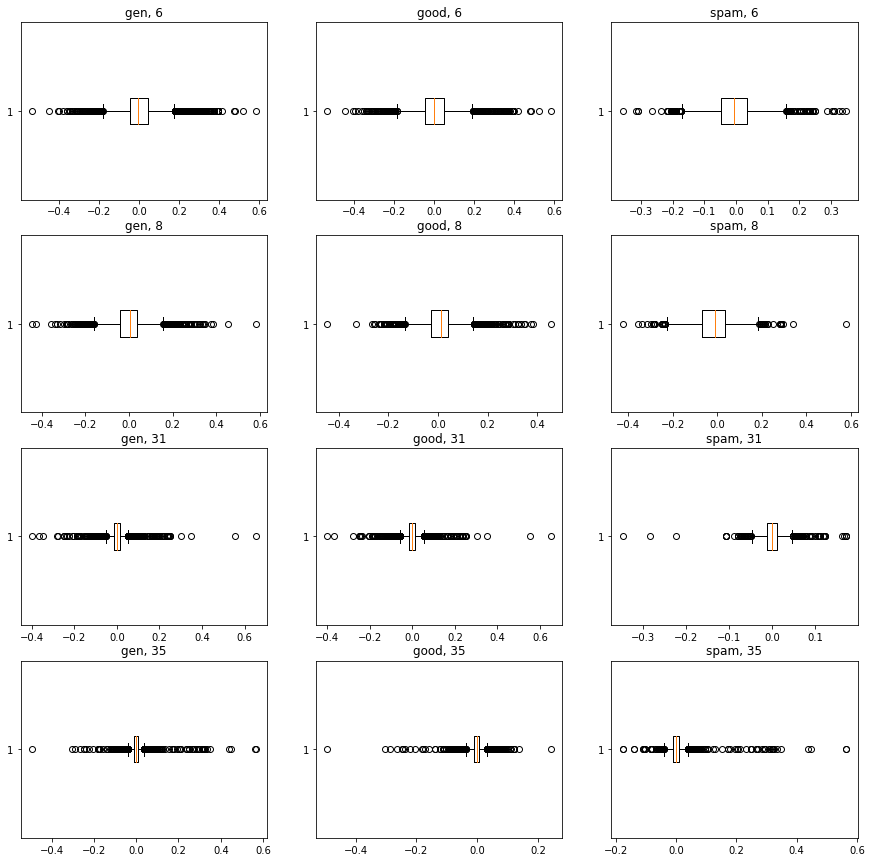 gen, 6 good, 6 spam, 6
1 1 1
−0.4 −0.2 0.0 0.2 0.4 0.6 −0.4 −0.2 0.0 0.2 0.4 0.6 −0.3 −0.2 −0.1 0.0 0.1 0.2 0.3
gen, 8 good, 8 spam, 8
1 1 1
−0.4 −0.2 0.0 0.2 0.4 0.6 −0.4 −0.2 0.0 0.2 0.4 −0.4 −0.2 0.0 0.2 0.4 0.6
gen, 31 good, 31 spam, 31
1 1 1
−0.4 −0.2 0.0 0.2 0.4 0.6 −0.4 −0.2 0.0 0.2 0.4 0.6 −0.3 −0.2 −0.1 0.0 0.1
gen, 35 good, 35 spam, 35
1 1 1
−0.4 −0.2 0.0 0.2 0.4 0.6 −0.4 −0.2 0.0 0.2 −0.2 0.0 0.2 0.4 0.6